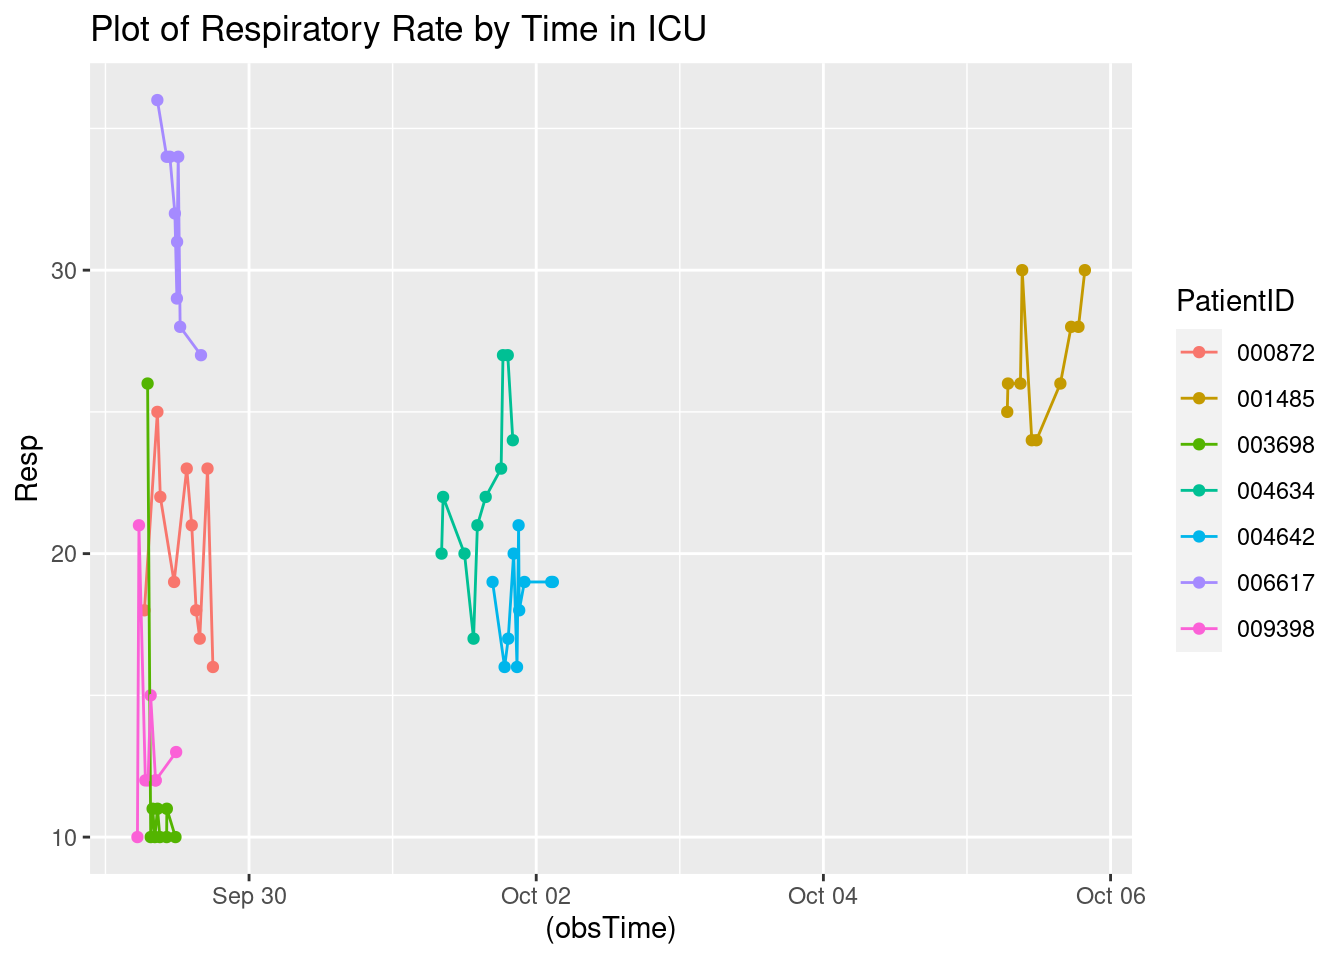 Plot of Respiratory Rate by Time in ICU
Resp
30
20
10
Sep 30
Oct 02
Oct 04
Oct 06
(obsTime)
PatientID
000872
001485
003698
004634
004642
006617
009398